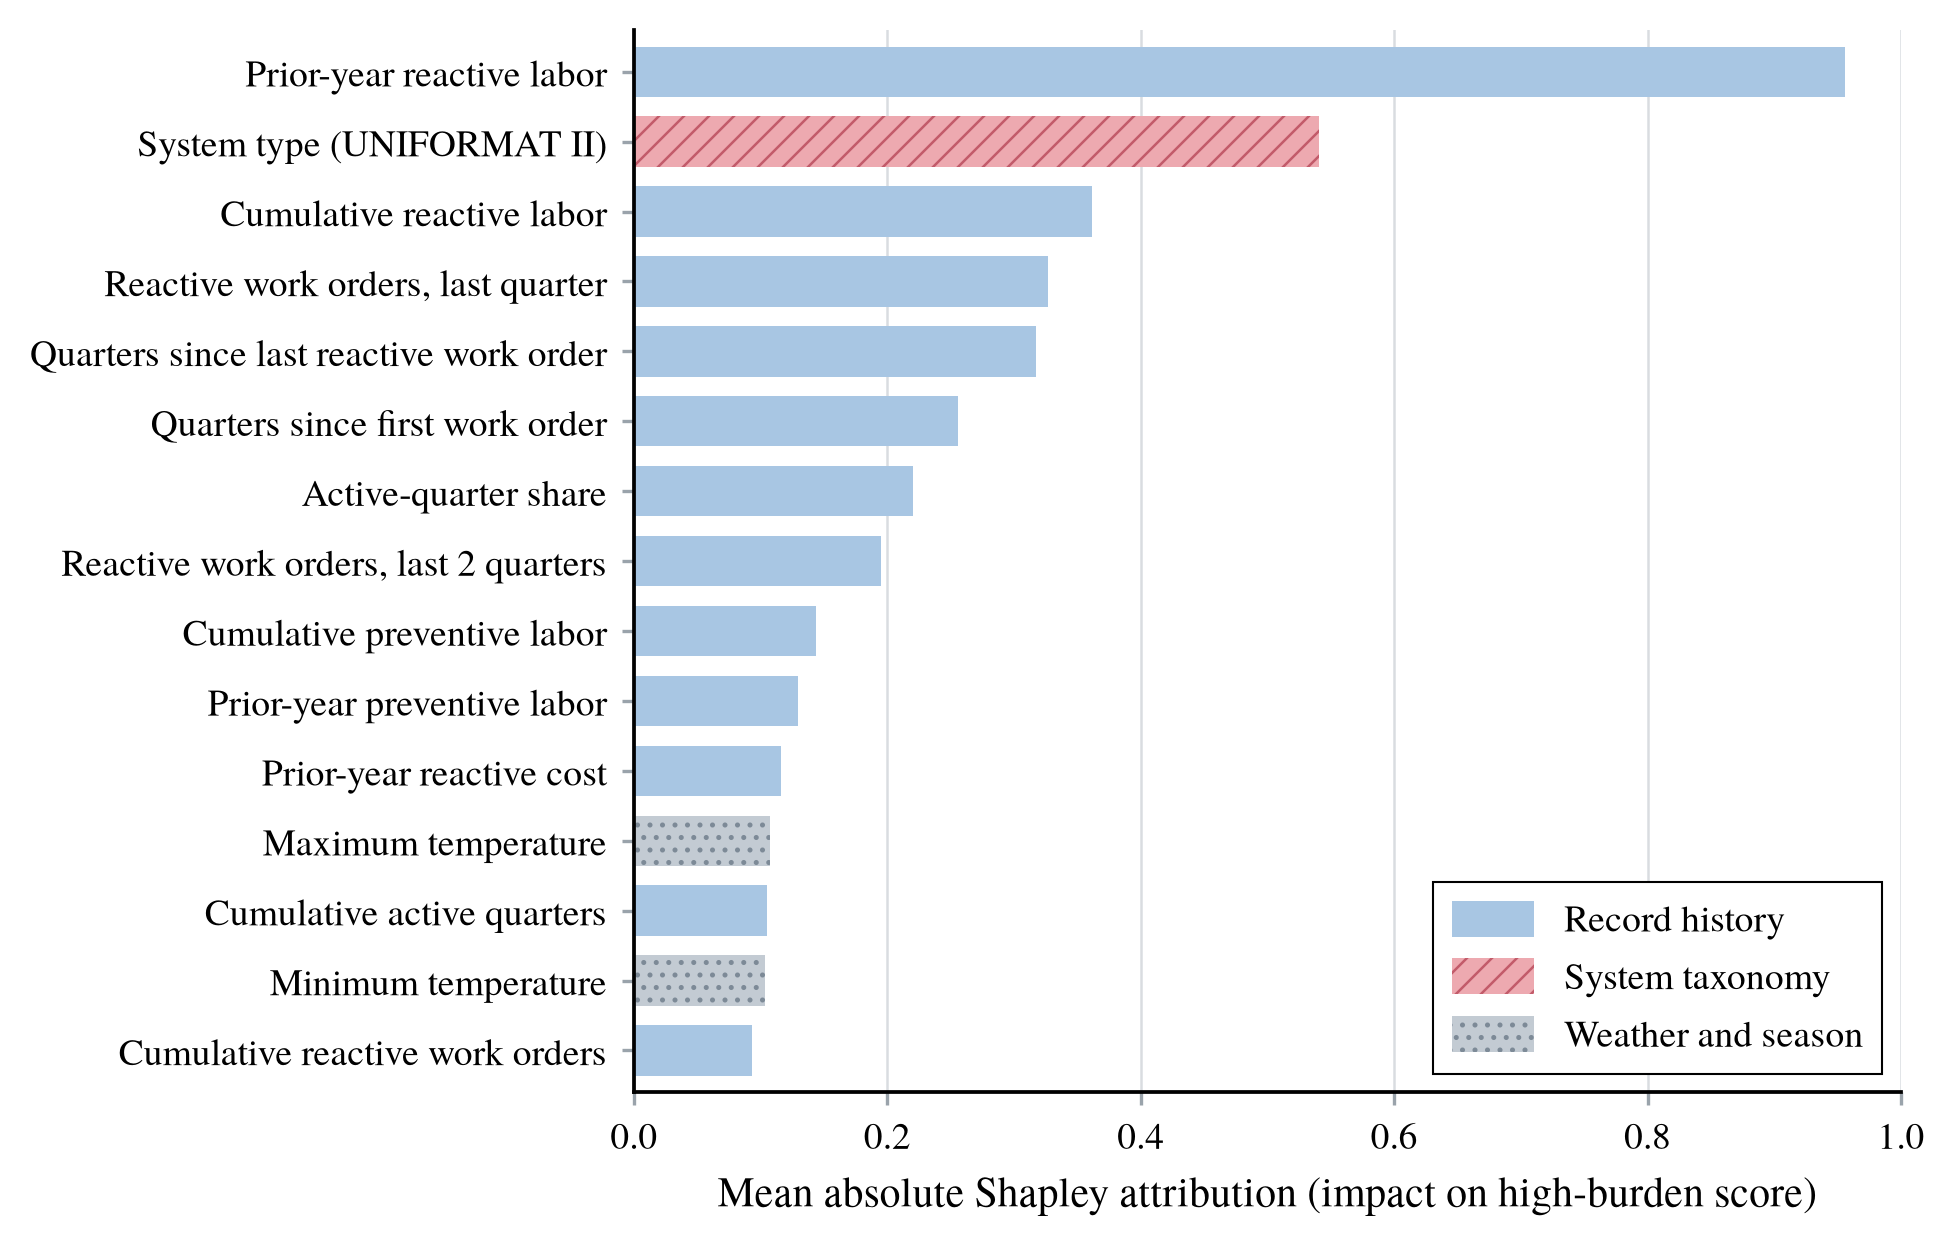 Prior-year reactive labor
System type (UNIFORMAT II)
Cumulative reactive labor
Reactive work orders, last quarter
Quarters since last reactive work order
Quarters since first work order
Active-quarter share
Reactive work orders, last 2 quarters
Cumulative preventive labor
Prior-year preventive labor
Prior-year reactive cost
Maximum temperature
Cumulative active quarters
Minimum temperature
Cumulative reactive work orders
Record history
System taxonomy
Weather and season
0.0 0.2 0.4 0.6 0.8 1.0
Mean absolute Shapley attribution (impact on high-burden score)